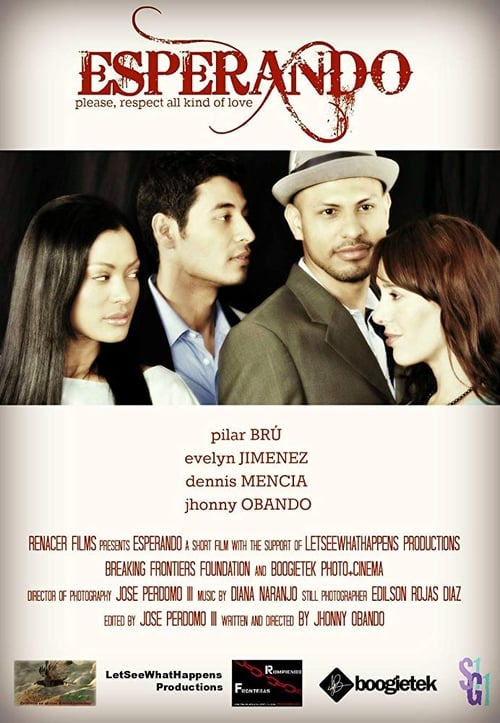 ESPERANDO
please, respect all kind of love
pilar BRÚ
evelyn JIMENEZ
dennis MENCIA
jhonny OBANDO
RENACER FILMS PRESENTS ESPERANDO A SHORT FILM WITH THE SUPPORT OF LETSEEWHATHAPPENS PRODUCTIONS
BREAKING FRONTIERS FOUNDATION AND BOOGIETEK PHOTO.CINEMA
DIRECTOR OF PHOTOGRAPHY JOSE PERDOMO III MUSIC BY DIANA NARANJO STILL PHOTOGRAPHER EDILSON ROJAS DIAZ
EDITED BY JOSE PERDOMO III WRITTEN AND DIRECTED BY JHONNY OBANDO
LetSeeWhatHappens
Productions
ROMPIENDO
FRONTERAS
boogietek